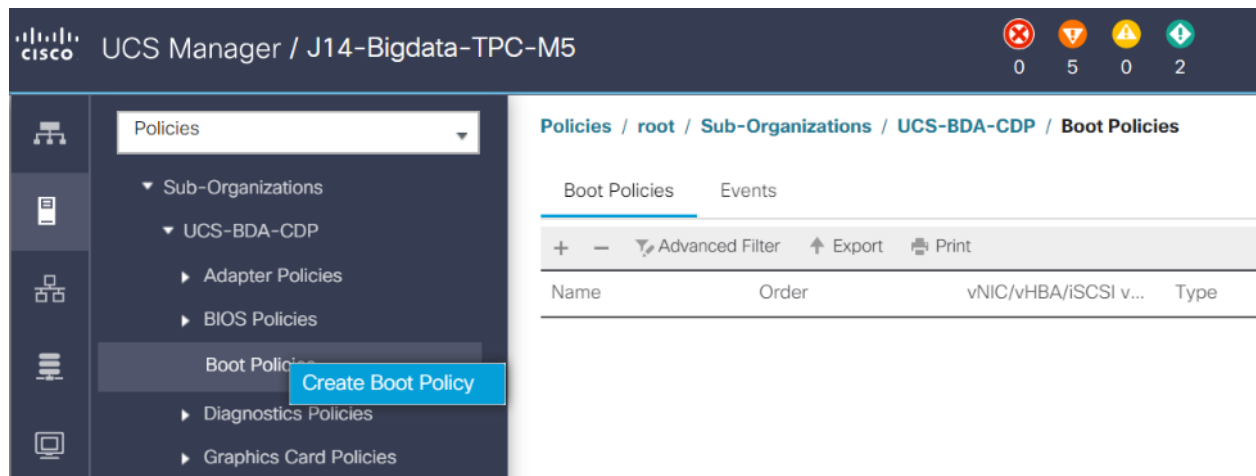 cisco UCS Manager / J14-Bigdata-TPC-M5
0 5 0 2
Policies
Policies / root / Sub-Organizations / UCS-BDA-CDP / Boot Policies
Sub-Organizations
UCS-BDA-CDP
Adapter Policies
BIOS Policies
Boot Polic
Create Boot Policy
Diagnostics Policies
Graphics Card Policies
Boot Policies Events
+ − Advanced Filter Export Print
Name Order vNIC/vHBA/iSCSI v... Type